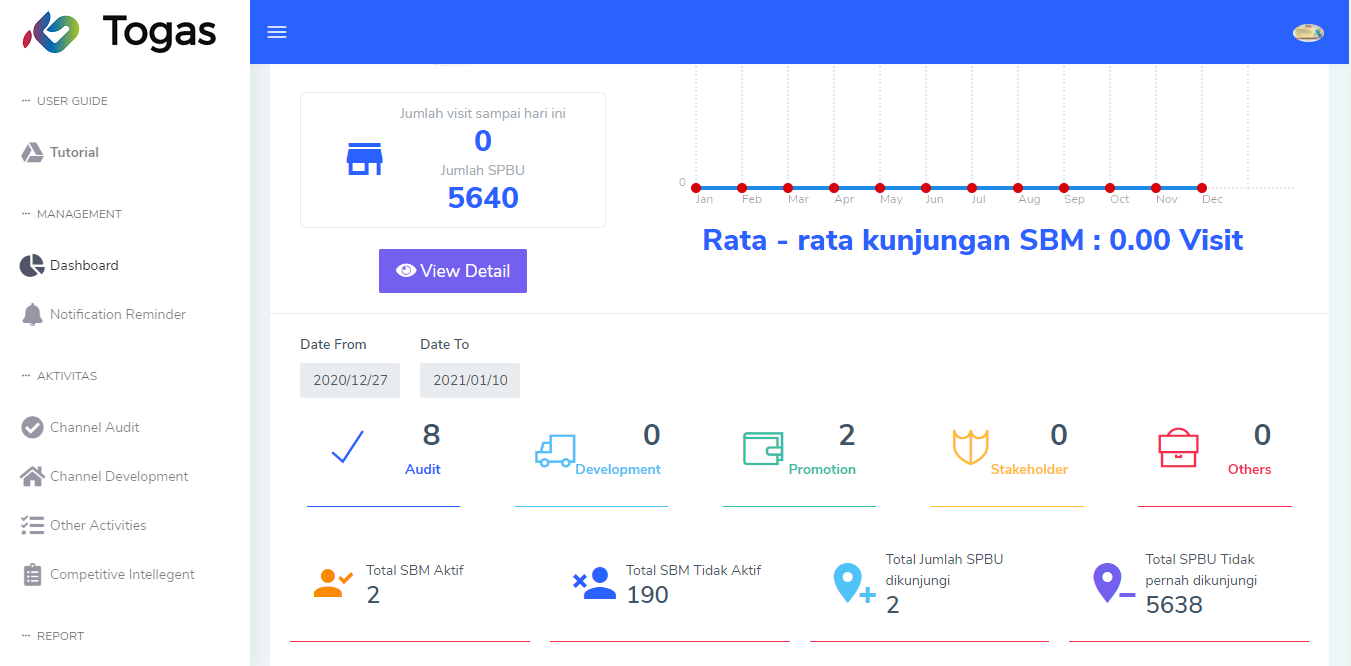 Togas
USER GUIDE
Tutorial
MANAGEMENT
Dashboard
Notification Reminder
AKTIVITAS
Channel Audit
Channel Development
Other Activities
Competitive Intellegent
REPORT
Jumlah visit sampai hari ini
0
Jumlah SPBU
5640
View Detail
0
Jan Feb Mar Apr May Jun Jul Aug Sep Oct Nov Dec
Rata - rata kunjungan SBM : 0.00 Visit
Date From Date To
2020/12/27 2021/01/10
8 0 2 0 0
Audit Development Promotion Stakeholder Others
Total SBM Aktif
2
Total SBM Tidak Aktif
190
Total Jumlah SPBU
dikunjungi
2
Total SPBU Tidak
pernah dikunjungi
5638